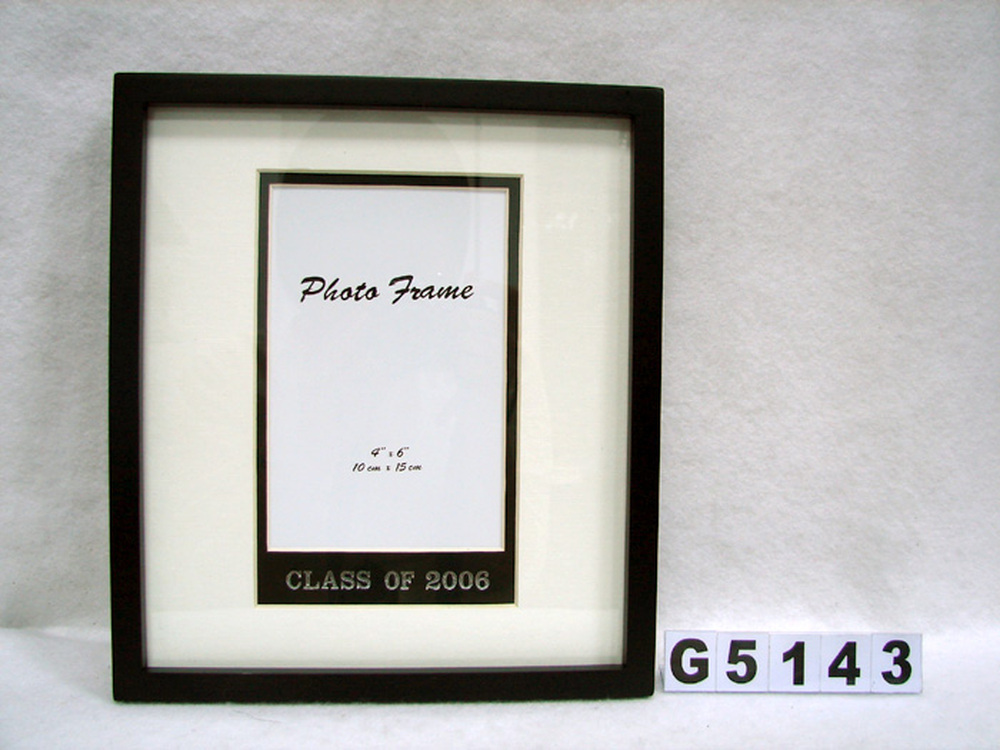 Photo Frame
4" x 6"
10 cm x 15 cm
CLASS OF 2006
G5143